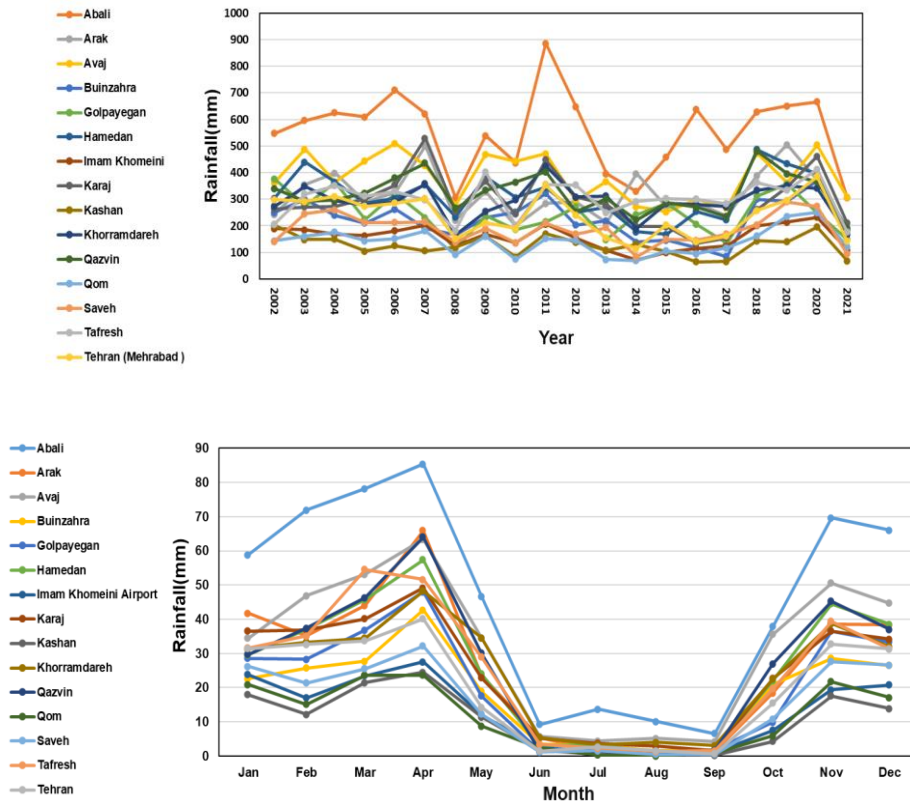 Abali
Arak
Avaj
Buinzahra
Golpayegan
Hamedan
Imam Khomeini
Karaj
Kashan
Khorramdareh
Qazvin
Qom
Saveh
Tafresh
Tehran (Mehrabad )
Rainfall(mm)
1000
900
800
700
600
500
400
300
200
100
0
2002 2003 2004 2005 2006 2007 2008 2009 2010 2011 2012 2013 2014 2015 2016 2017 2018 2019 2020 2021
Year
Abali
Arak
Avaj
Buinzahra
Golpayegan
Hamedan
Imam Khomeini Airport
Karaj
Kashan
Khorramdareh
Qazvin
Qom
Saveh
Tafresh
Tehran
Rainfall(mm)
90
80
70
60
50
40
30
20
10
0
Jan Feb Mar Apr May Jun Jul Aug Sep Oct Nov Dec
Month